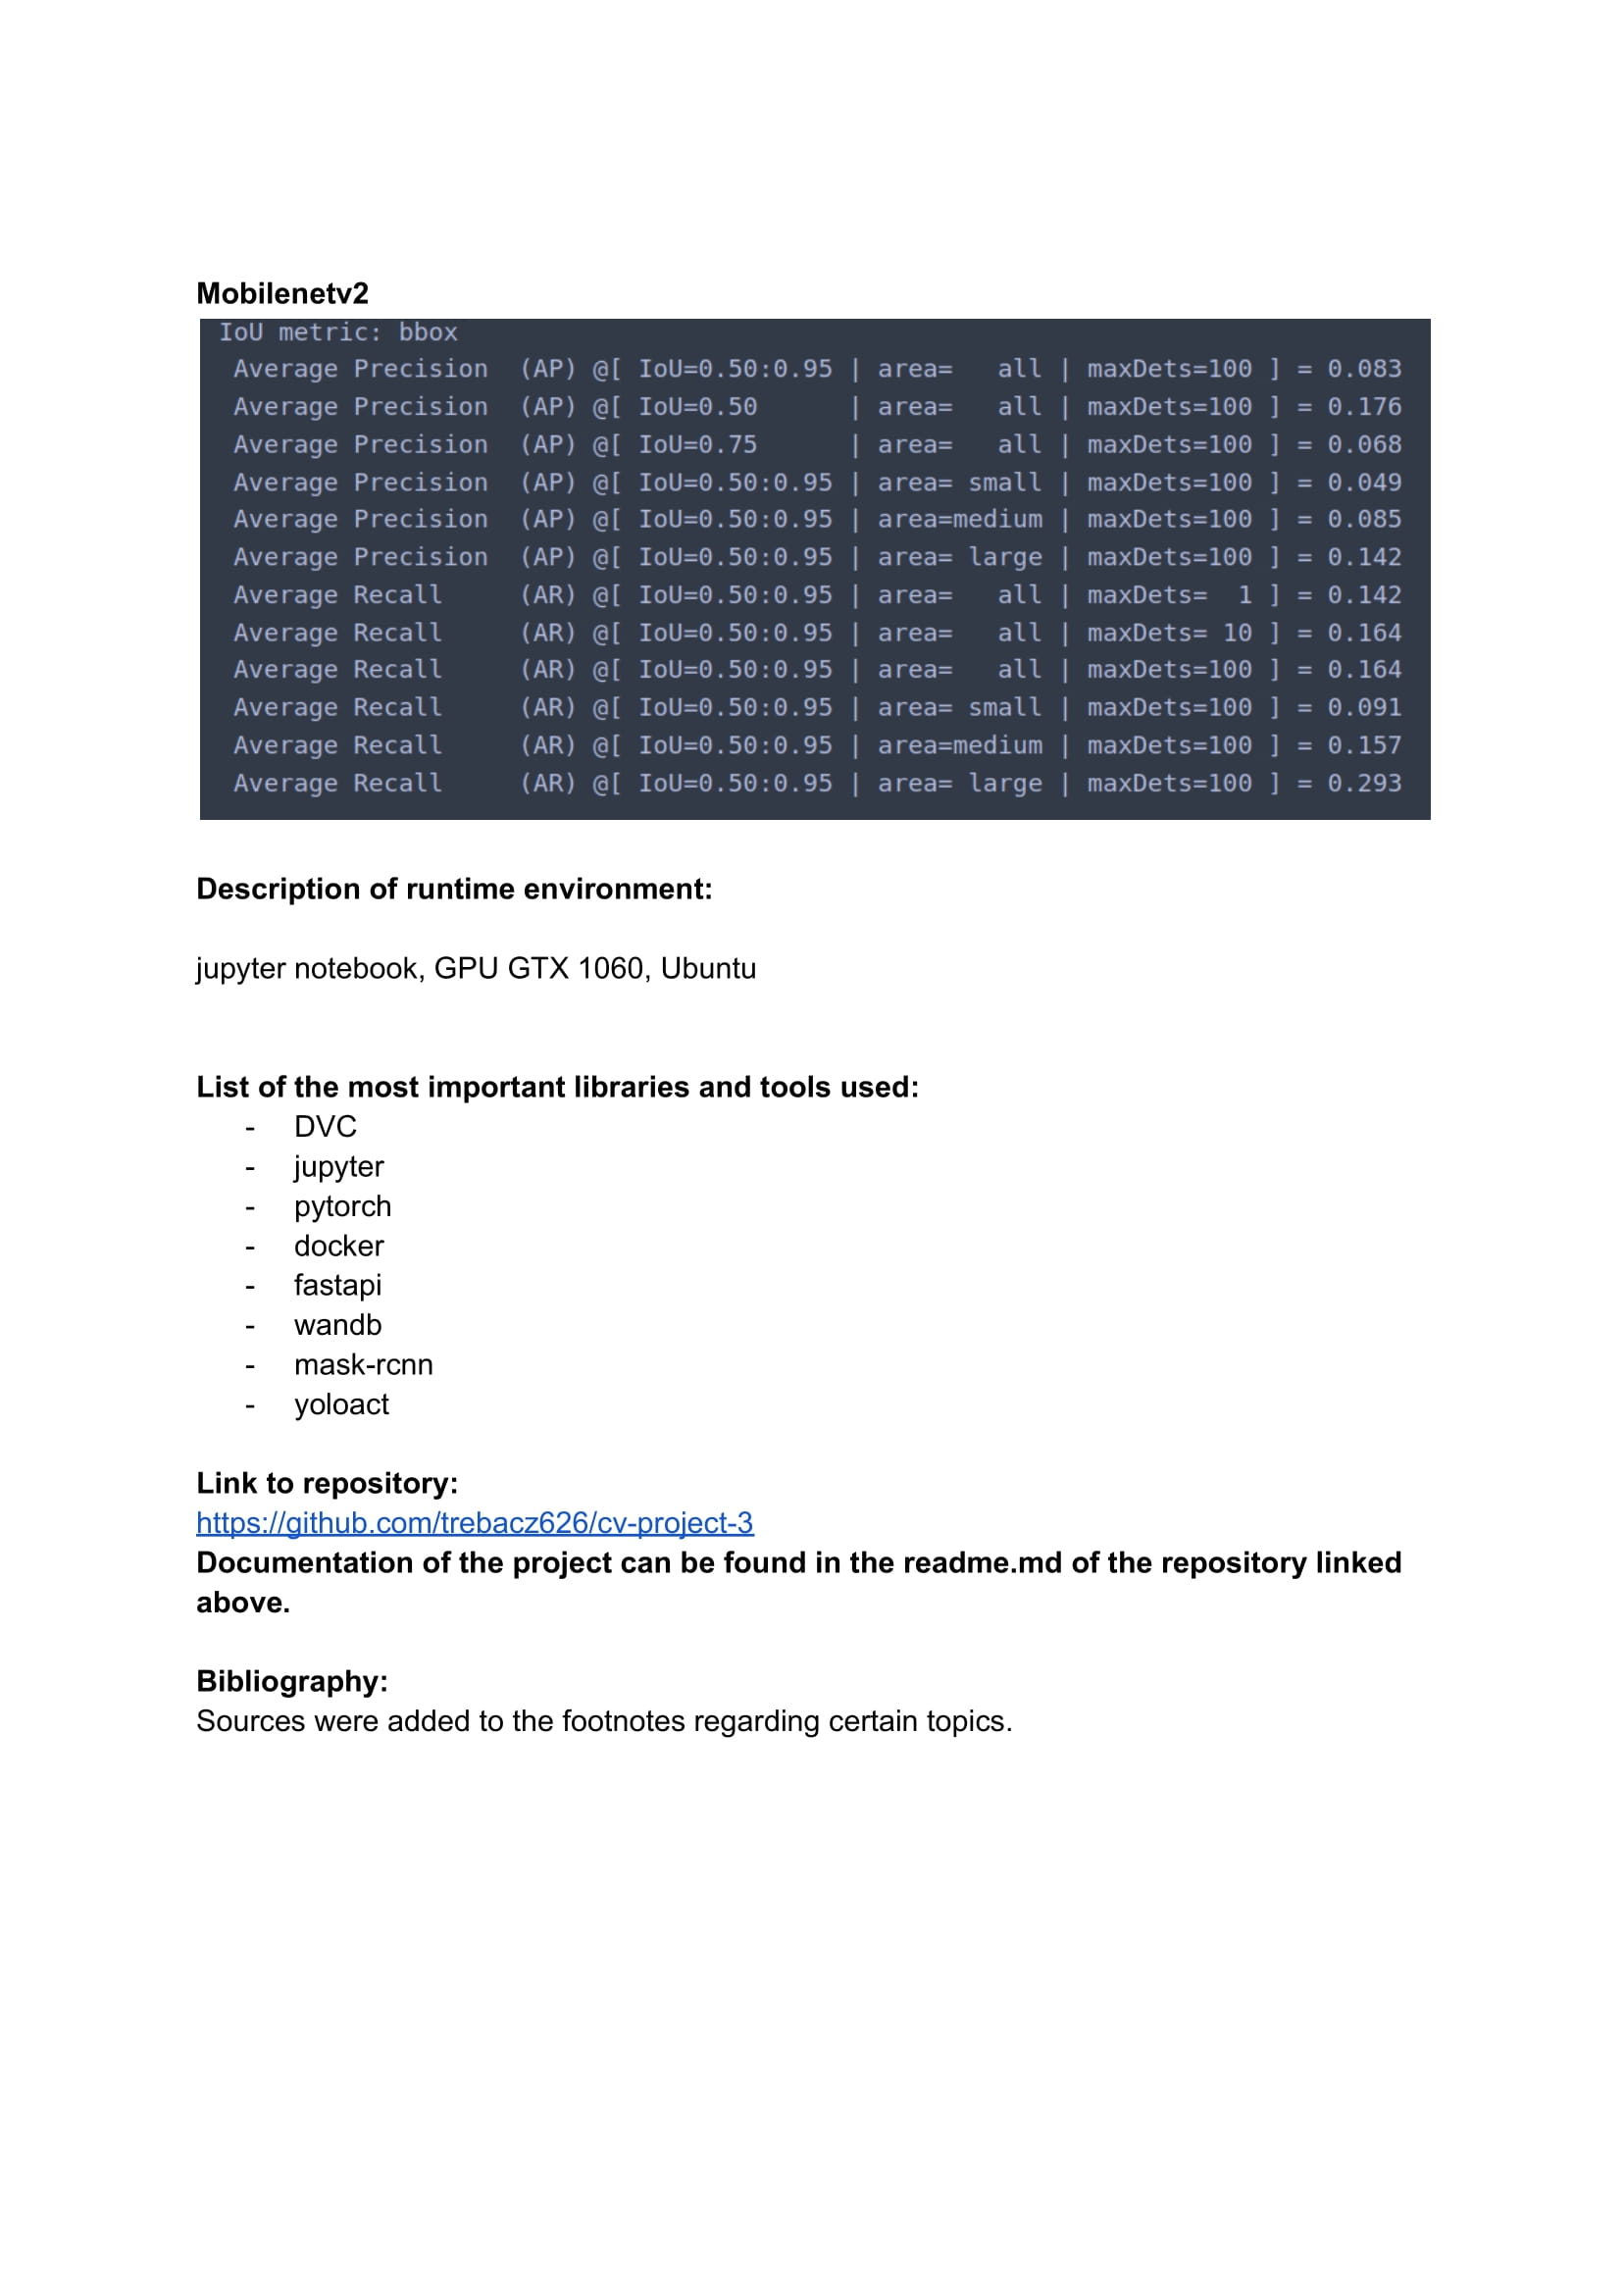 Mobilenetv2
IoU metric: bbox
Average Precision  (AP) @[ IoU=0.50:0.95 | area=   all | maxDets=100 ] = 0.083
Average Precision  (AP) @[ IoU=0.50      | area=   all | maxDets=100 ] = 0.176
Average Precision  (AP) @[ IoU=0.75      | area=   all | maxDets=100 ] = 0.068
Average Precision  (AP) @[ IoU=0.50:0.95 | area= small | maxDets=100 ] = 0.049
Average Precision  (AP) @[ IoU=0.50:0.95 | area=medium | maxDets=100 ] = 0.085
Average Precision  (AP) @[ IoU=0.50:0.95 | area= large | maxDets=100 ] = 0.142
Average Recall     (AR) @[ IoU=0.50:0.95 | area=   all | maxDets=  1 ] = 0.142
Average Recall     (AR) @[ IoU=0.50:0.95 | area=   all | maxDets= 10 ] = 0.164
Average Recall     (AR) @[ IoU=0.50:0.95 | area=   all | maxDets=100 ] = 0.164
Average Recall     (AR) @[ IoU=0.50:0.95 | area= small | maxDets=100 ] = 0.091
Average Recall     (AR) @[ IoU=0.50:0.95 | area=medium | maxDets=100 ] = 0.157
Average Recall     (AR) @[ IoU=0.50:0.95 | area= large | maxDets=100 ] = 0.293
Description of runtime environment:
jupyter notebook, GPU GTX 1060, Ubuntu
List of the most important libraries and tools used:
- DVC
- jupyter
- pytorch
- docker
- fastapi
- wandb
- mask-rcnn
- yoloact
Link to repository:
https://github.com/trebacz626/cv-project-3
Documentation of the project can be found in the readme.md of the repository linked
above.
Bibliography:
Sources were added to the footnotes regarding certain topics.